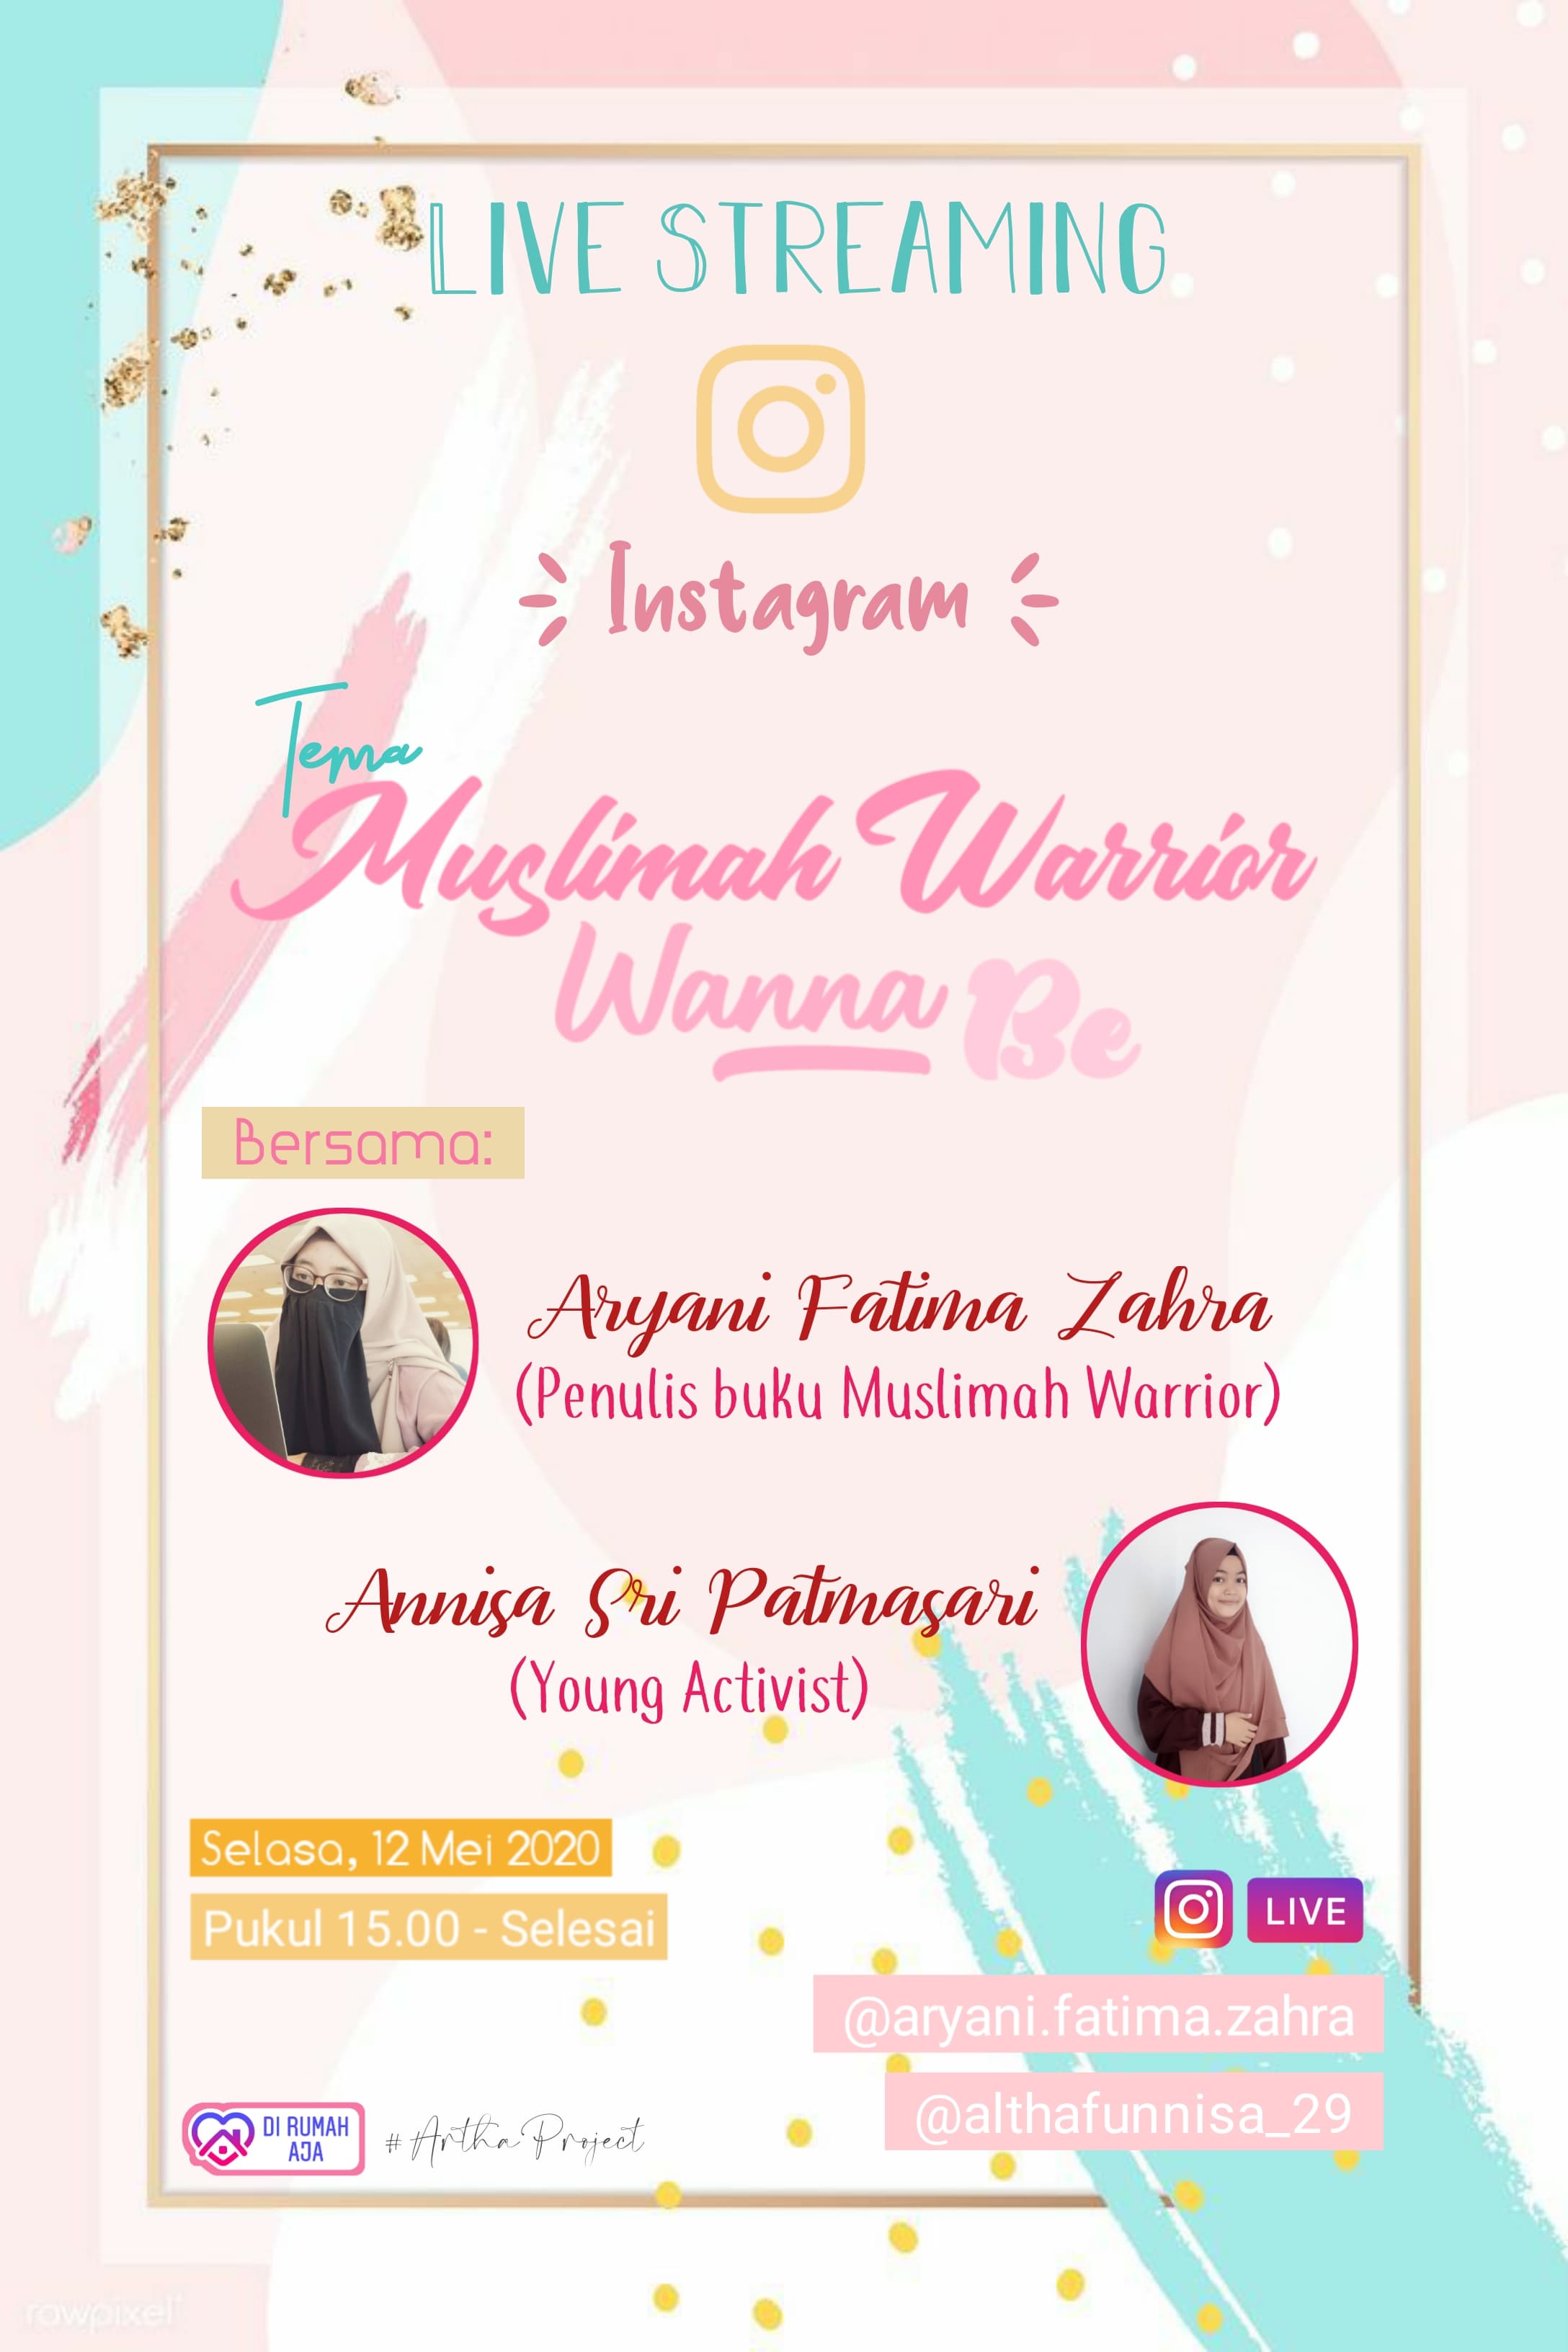 LIVE STREAMING
Instagram
Tema
Muslimah Warrior
Wanna Be
Bersama:
Aryani Fatima Zahra
(Penulis buku Muslimah Warrior)
Annisa Sri Patmasari
(Young Activist)
Selasa, 12 Mei 2020
Pukul 15.00 - Selesai
LIVE
@aryani.fatima.zahra
@althafunnisa_29
DI RUMAH
AJA
#ArthaProject
rawpixel